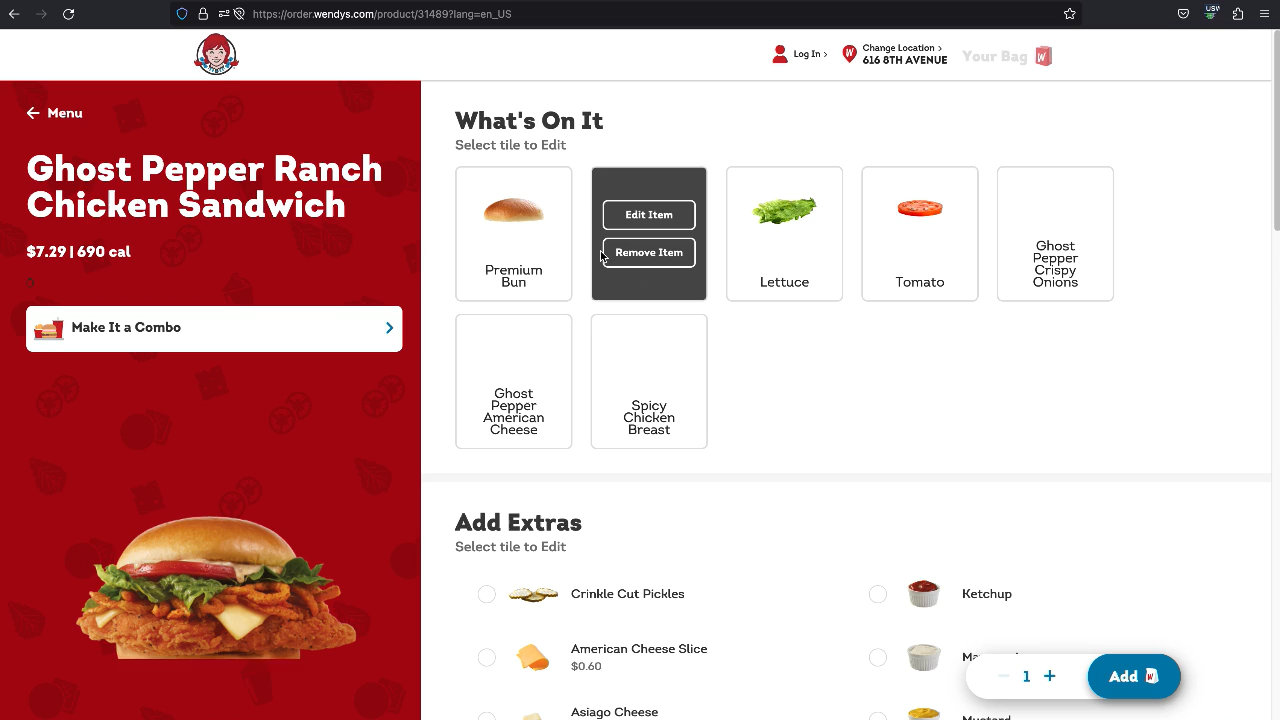 https://order.wendys.com/product/31489?lang=en_US
USW
Log In ›
Change Location ›
616 8TH AVENUE
Your Bag
Menu
Ghost Pepper Ranch
Chicken Sandwich
$7.29 | 690 cal
Make It a Combo
What's On It
Select tile to Edit
Premium
Bun
Edit Item
Remove Item
Lettuce
Tomato
Ghost
Pepper
Crispy
Onions
Ghost
Pepper
American
Cheese
Spicy
Chicken
Breast
Add Extras
Select tile to Edit
Crinkle Cut Pickles
Ketchup
American Cheese Slice
$0.60
1
Add
Asiago Cheese